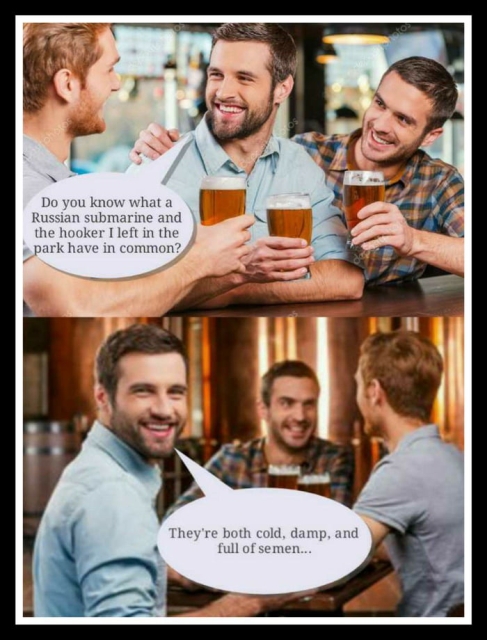 Do you know what a
Russian submarine and
the hooker I left in the
park have in common?
They're both cold, damp, and
full of semen...